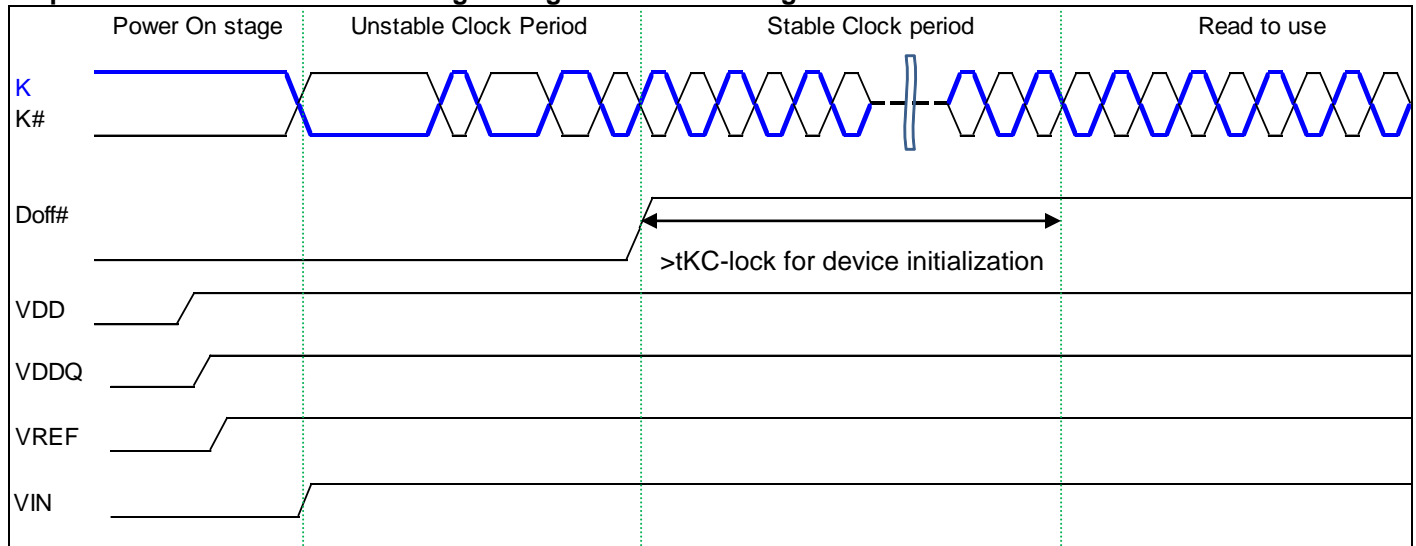 Power On stage Unstable Clock Period Stable Clock period Read to use
K
K#
Doff#
>tKC-lock for device initialization
VDD
VDDQ
VREF
VIN